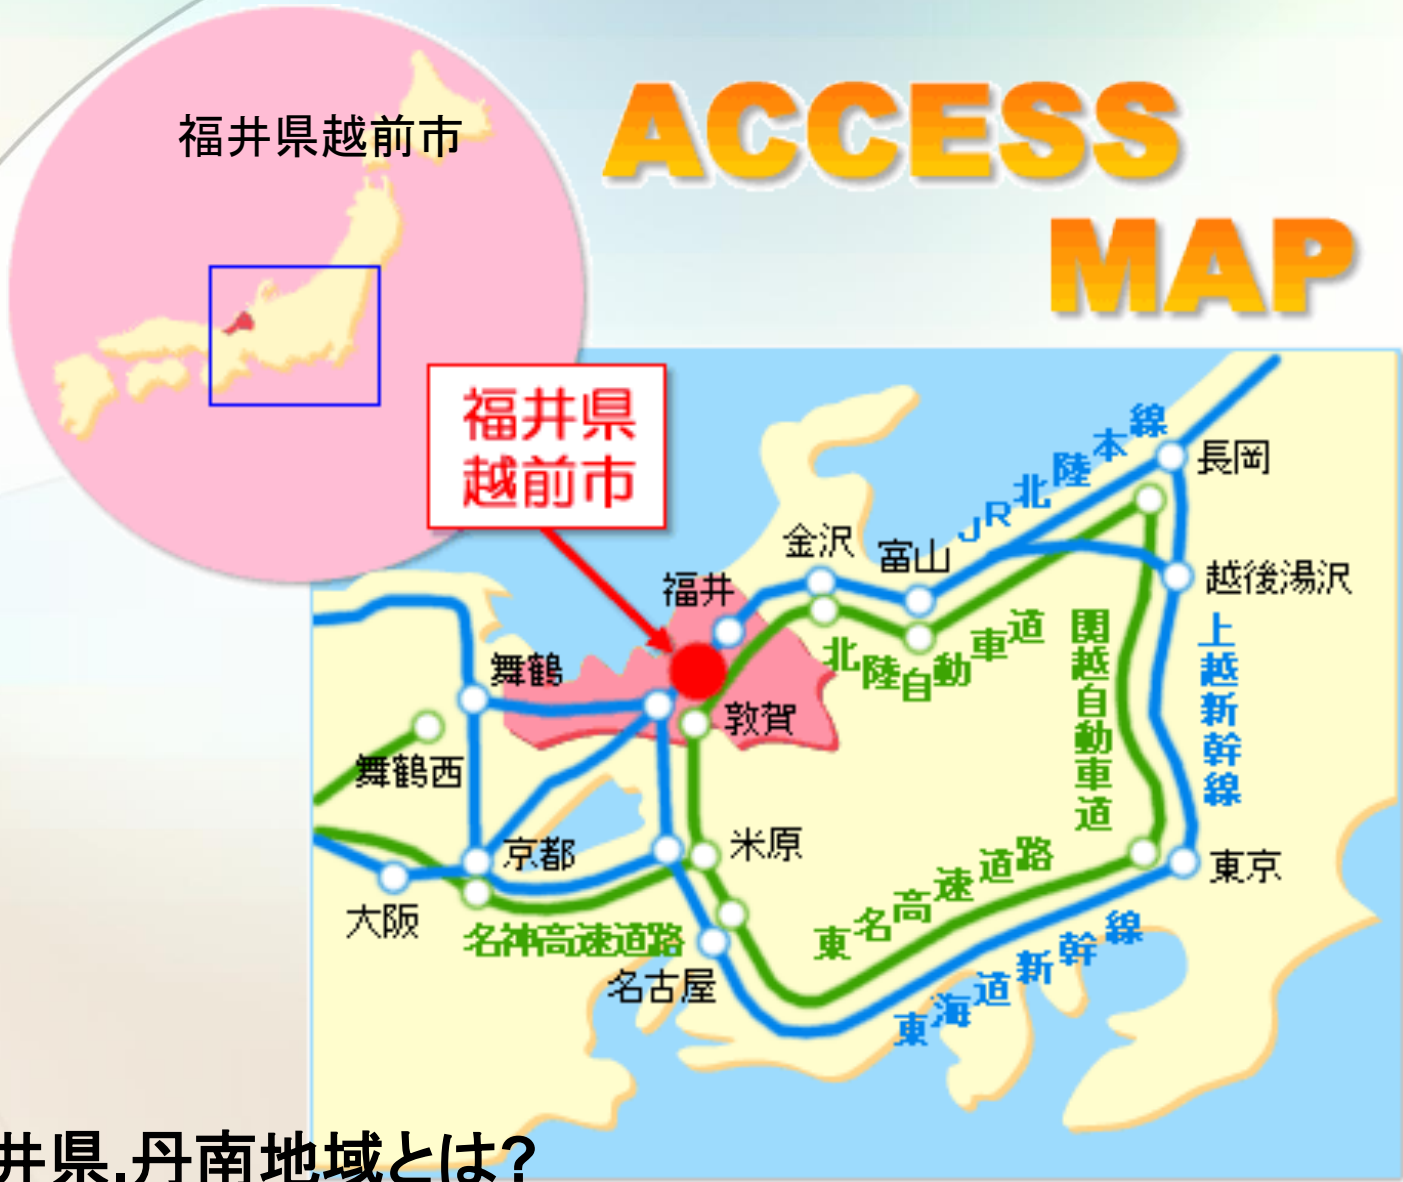 福井県越前市
ACCESS
MAP
福井県
越前市
JR北陸本線
長岡
金沢
富山
越後湯沢
福井
北陸自動車道
関越自動車道
上越新幹線
舞鶴
敦賀
舞鶴西
京都
米原
東京
大阪
名神高速道路
東名高速道路
名古屋
東海道新幹線
井県.丹南地域とは?